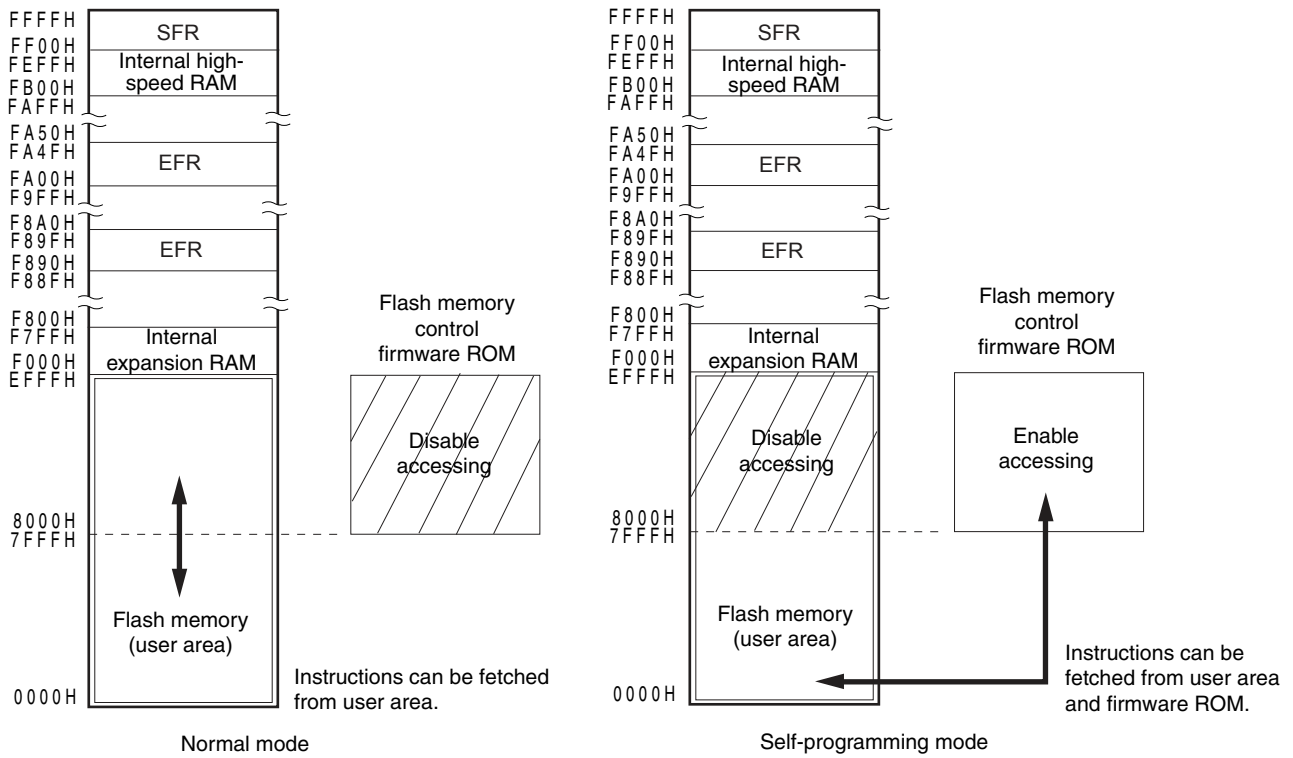 FFFFH
SFR
FF00H
FEFFH
Internal high-
speed RAM
FB00H
FAFFH
FA50H
FA4FH
EFR
FA00H
F9FFH
F8A0H
F89FH
EFR
F890H
F88FH
F800H
F7FFH
Internal
expansion RAM
F000H
EFFFH
Flash memory
control
firmware ROM
Disable
accessing
8000H
7FFFH
Flash memory
(user area)
0000H
Instructions can be fetched
from user area.
Normal mode
FFFFH
SFR
FF00H
FEFFH
Internal high-
speed RAM
FB00H
FAFFH
FA50H
FA4FH
EFR
FA00H
F9FFH
F8A0H
F89FH
EFR
F890H
F88FH
F800H
F7FFH
Internal
expansion RAM
F000H
EFFFH
Disable
accessing
Flash memory
control
firmware ROM
Enable
accessing
8000H
7FFFH
Flash memory
(user area)
0000H
Instructions can be
fetched from user area
and firmware ROM.
Self-programming mode